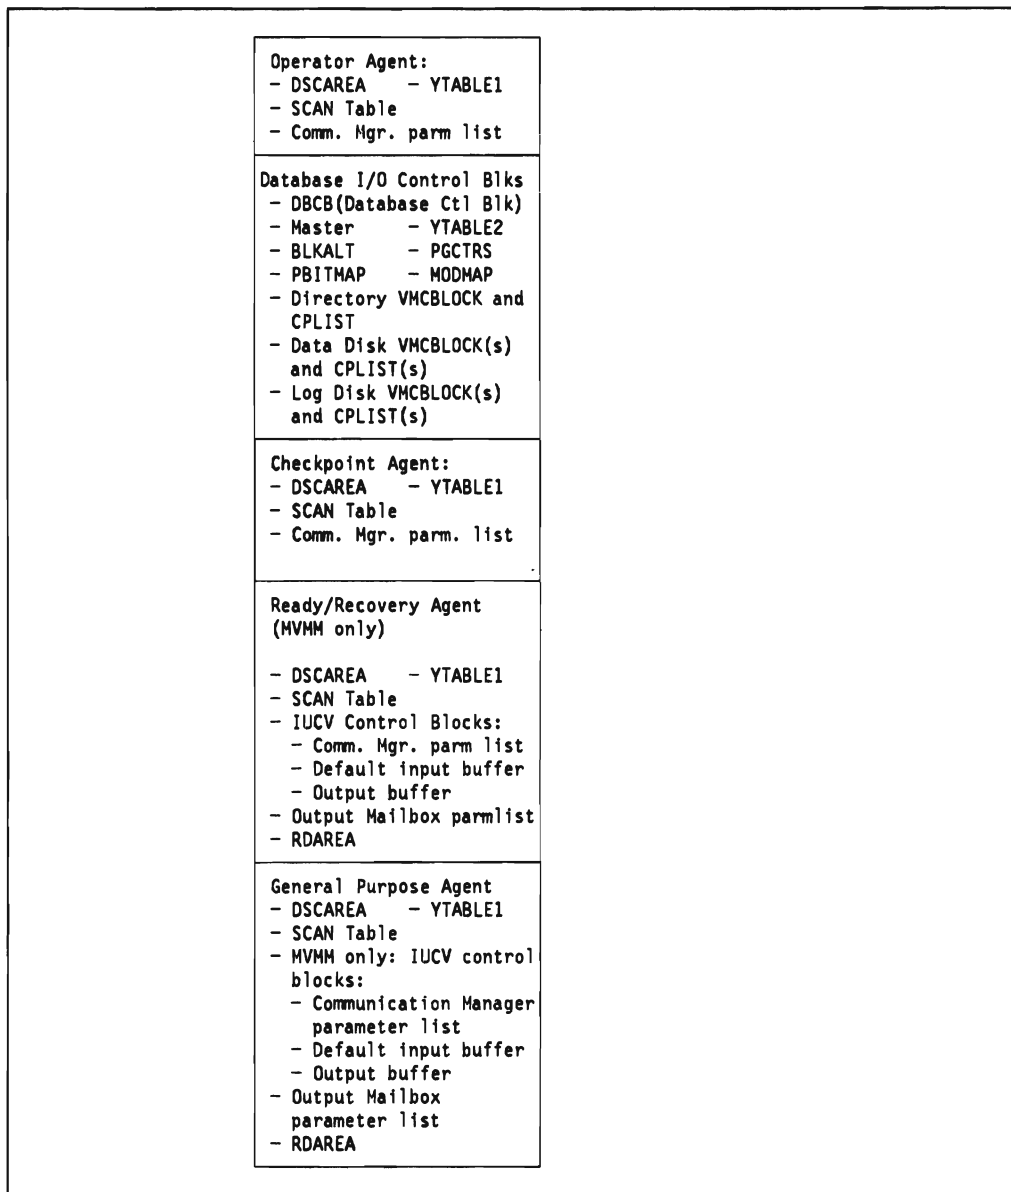 Operator Agent:
- DSCAREA - YTABLE1
- SCAN Table
- Comm. Mgr. parm list
Database I/O Control Blks
- DBCB(Database Ctl Blk)
- Master - YTABLE2
- BLKALT - PGCTRS
- PBITMAP - MODMAP
- Directory VMCBLOCK and
CPLIST
- Data Disk VMCBLOCK(s)
and CPLIST(s)
- Log Disk VMCBLOCK(s)
and CPLIST(s)
Checkpoint Agent:
- DSCAREA - YTABLE1
- SCAN Table
- Comm. Mgr. parm. list
Ready/Recovery Agent
(MVMM only)
- DSCAREA - YTABLE1
- SCAN Table
- IUCV Control Blocks:
- Comm. Mgr. parm list
- Default input buffer
- Output buffer
- Output Mailbox parmlist
- RDAREA
General Purpose Agent
- DSCAREA - YTABLE1
- SCAN Table
- MVMM only: IUCV control
blocks:
- Communication Manager
parameter list
- Default input buffer
- Output buffer
- Output Mailbox
parameter list
- RDAREA